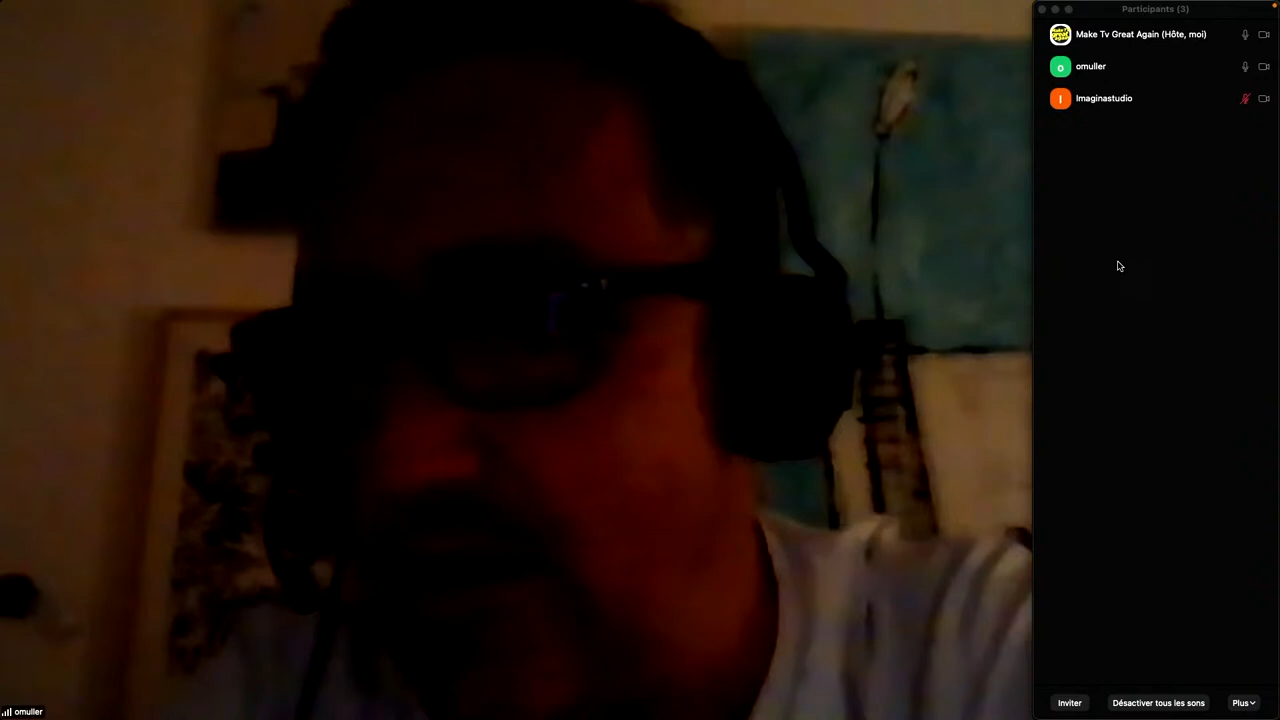 Participants (3)
Make Tv Great Again (Hôte, moi)
o
omuller
I
Imaginastudio
Inviter
Désactiver tous les sons
Plus
omuller